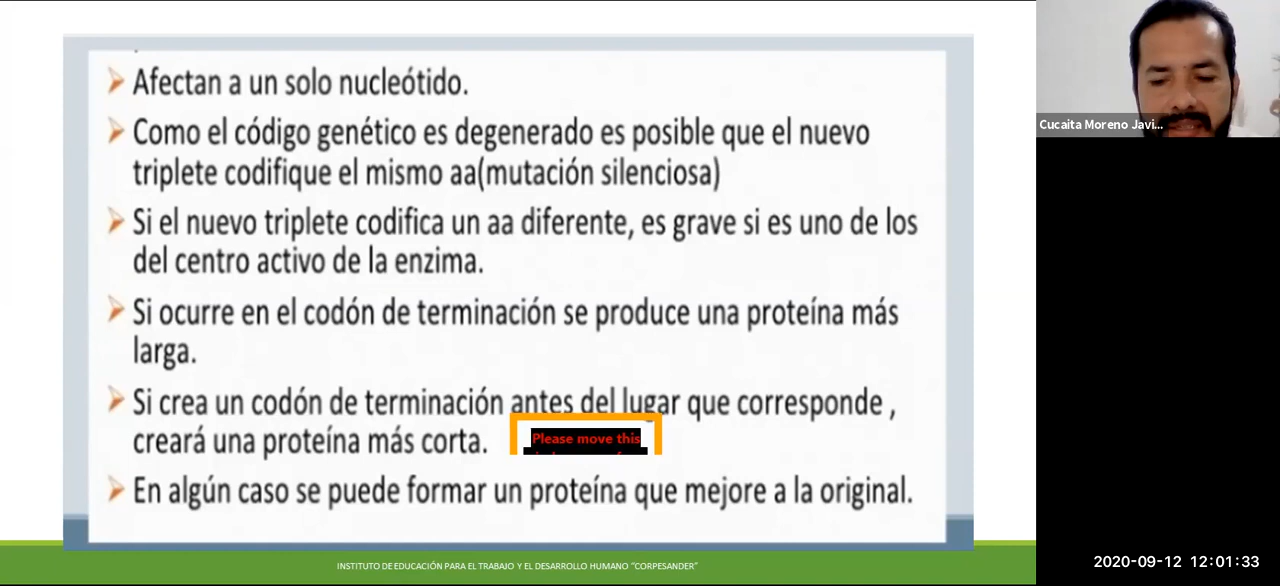 Afectan a un solo nucleótido.
Como el código genético es degenerado es posible que el nuevo
triplete codifique el mismo aa(mutación silenciosa)
Si el nuevo triplete codifica un aa diferente, es grave si es uno de los
del centro activo de la enzima.
Si ocurre en el codón de terminación se produce una proteína más
larga.
Si crea un codón de terminación antes del lugar que corresponde ,
creará una proteína más corta.
Please move this
En algún caso se puede formar un proteína que mejore a la original.
INSTITUTO DE EDUCACIÓN PARA EL TRABAJO Y EL DESARROLLO HUMANO “CORPESANDER”
Cucaita Moreno Javi...
2020-09-12 12:01:33